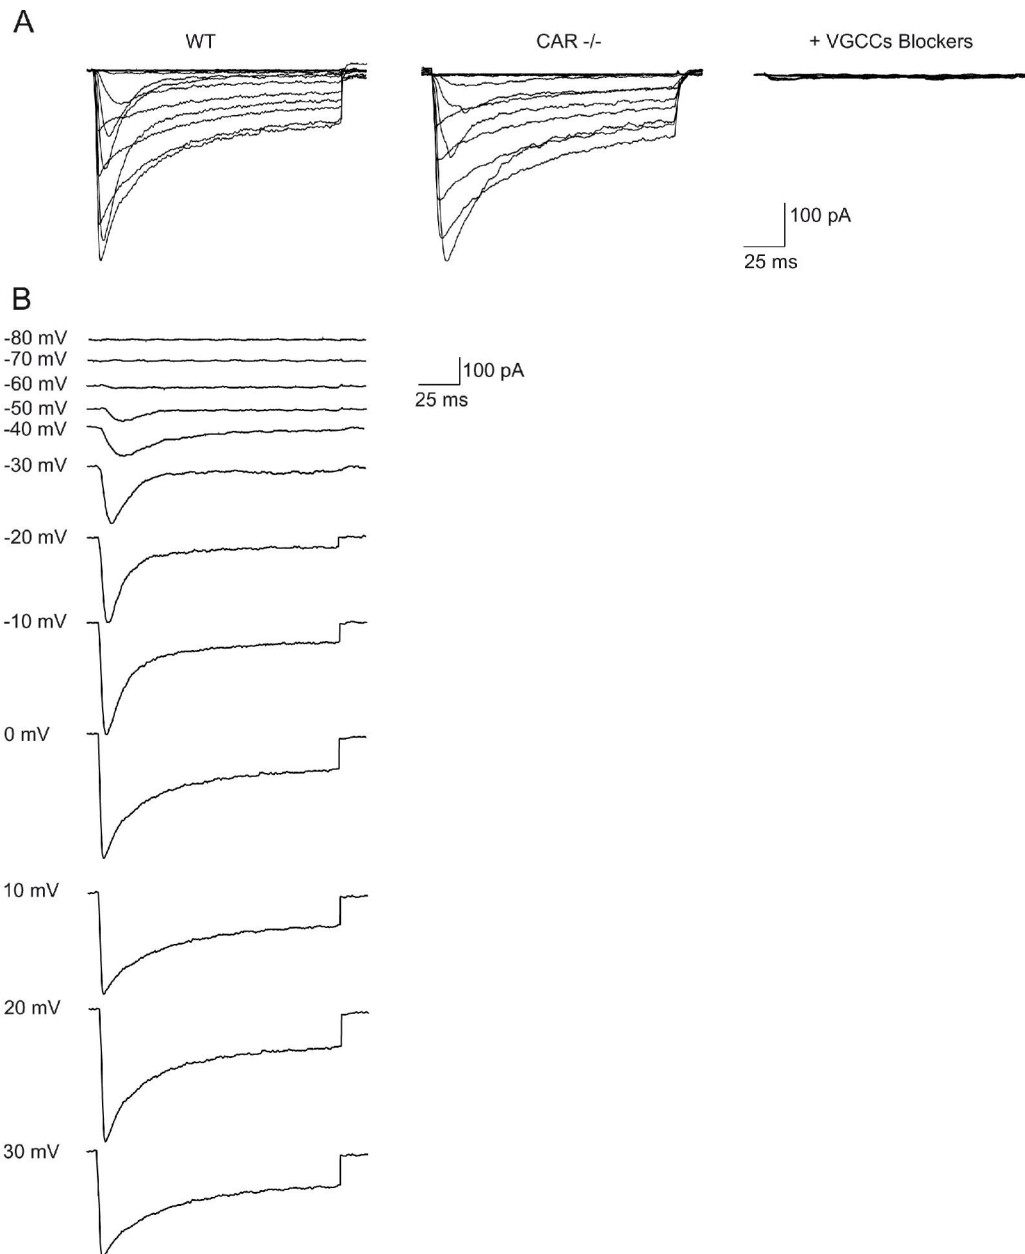 A
WT
CAR -/-
+ VGCCs Blockers
100 pA
25 ms
B
-80 mV
-70 mV
-60 mV
-50 mV
-40 mV
-30 mV
-20 mV
-10 mV
0 mV
10 mV
20 mV
30 mV
100 pA
25 ms